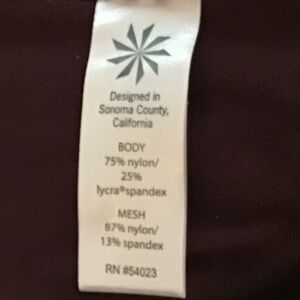 Designed in
Sonoma County,
California
BODY
75% nylon/
25%
lycra®spandex
MESH
87% nylon/
13% spandex
RN #54023